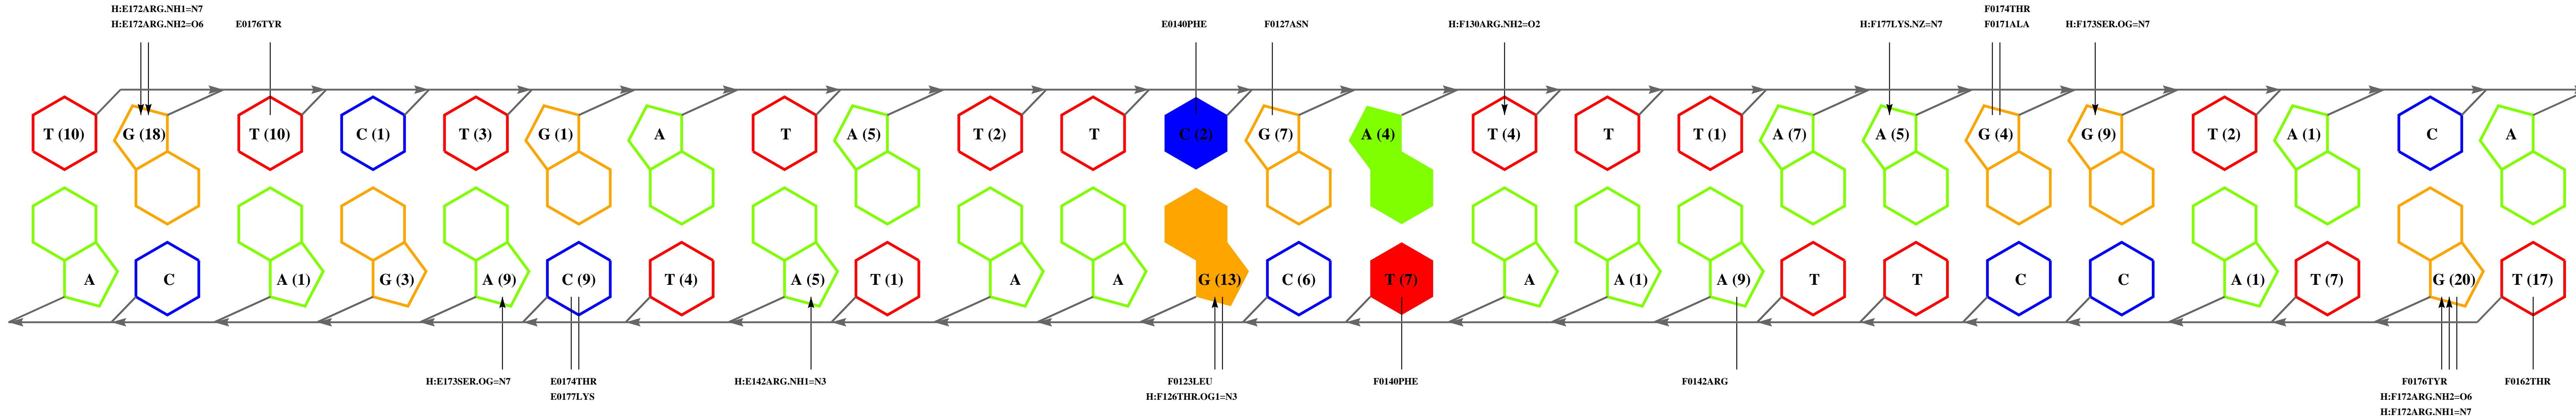 H:E172ARG.NH1=N7
H:E172ARG.NH2=O6
E0176TYR
E0140PHE
F0127ASN
H:F130ARG.NH2=O2
H:F177LYS.NZ=N7
F0174THR
F0171ALA
H:F173SER.OG=N7
T (10) G (18) T (10) C (1) T (3) G (1) A T A (5) T (2) T C (2) G (7) A (4) T (4) T T (1) A (7) A (5) G (4) G (9) T (2) A (1) C A
A C A (1) G (3) A (9) C (9) T (4) A (5) T (1) A A G (13) C (6) T (7) A A (1) A (9) T T C C A (1) T (7) G (20) T (17)
H:E173SER.OG=N7
E0174THR
E0177LYS
H:E142ARG.NH1=N3
F0123LEU
H:F126THR.OG1=N3
F0140PHE
F0142ARG
F0176TYR
H:F172ARG.NH2=O6
H:F172ARG.NH1=N7
F0162THR